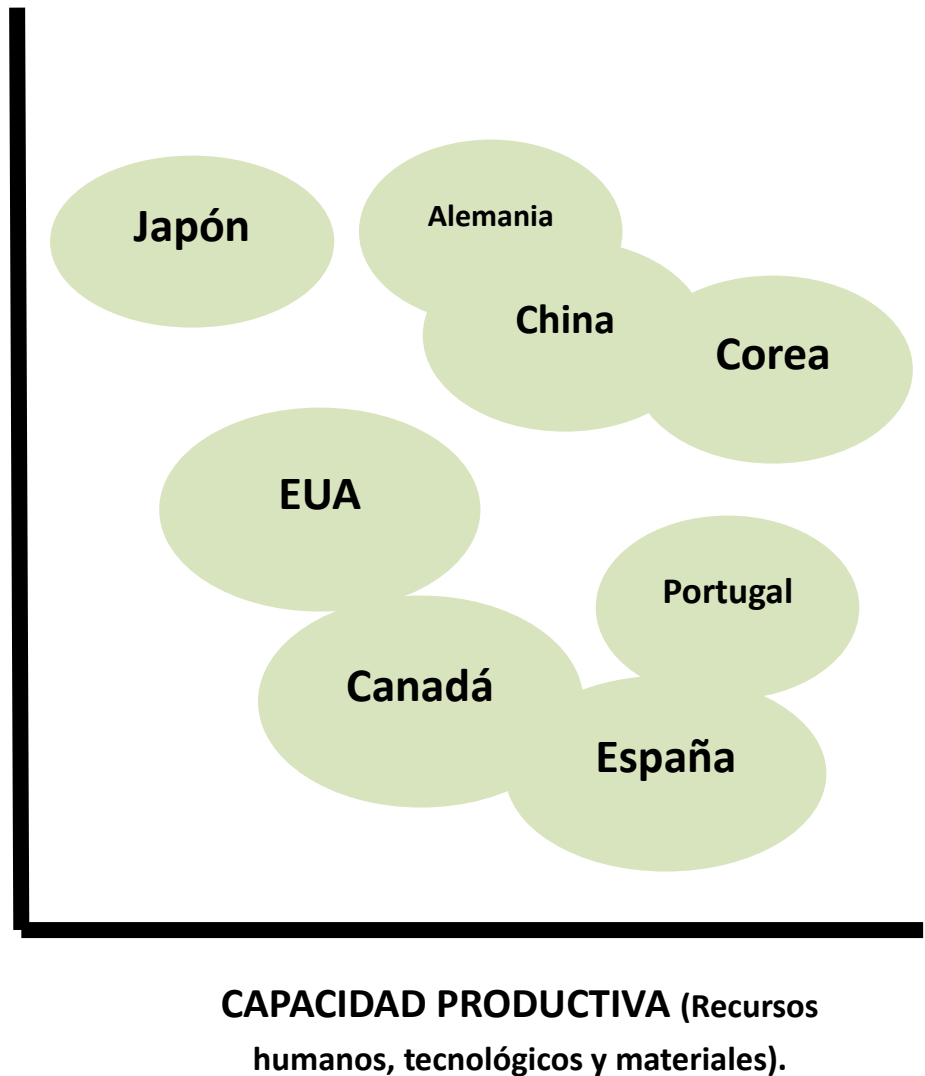 Japón
Alemania
China
Corea
EUA
Portugal
Canadá
España
CAPACIDAD PRODUCTIVA (Recursos
humanos, tecnológicos y materiales).